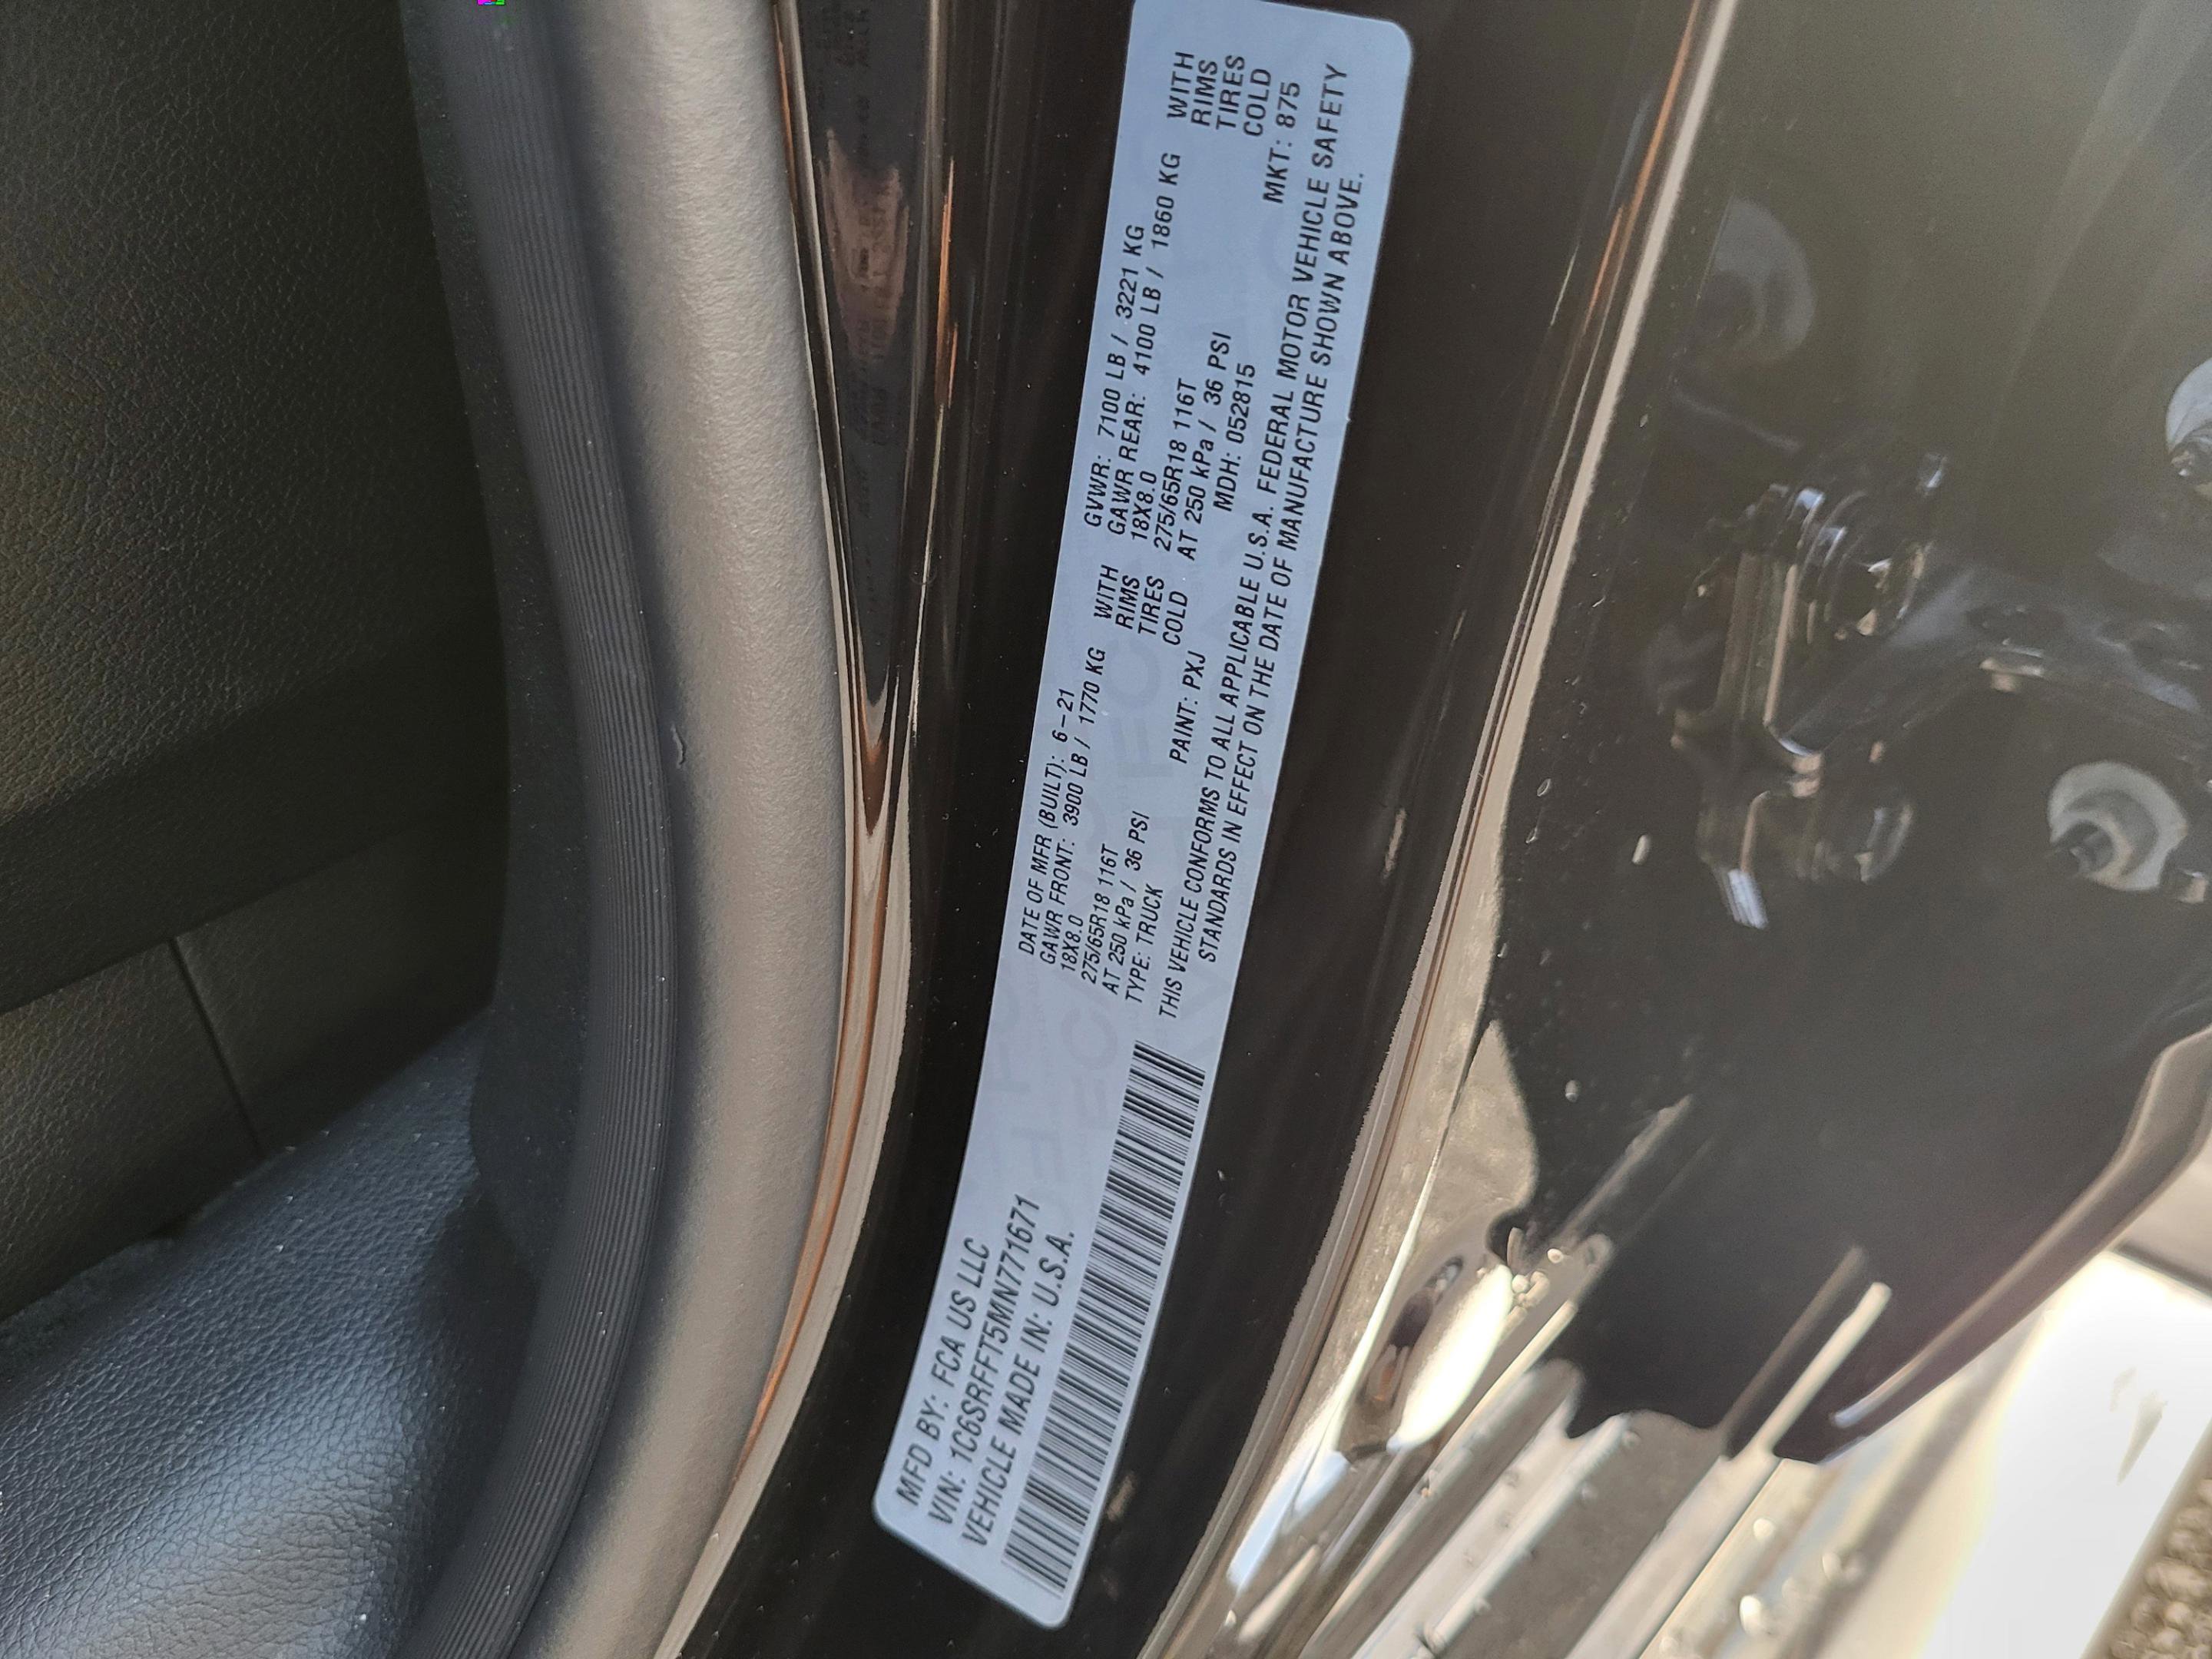 MFD BY: FCA US LLC
VIN: 1C6SRFFT5MN771671
VEHICLE MADE IN: U.S.A.
DATE OF MFR (BUILT): 6-21 GVWR: 7100 LB / 3221 KG
GAWR FRONT: 3900 LB / 1770 KG WITH GAWR REAR: 4100 LB / 1860 KG WITH
18X8.0 RIMS 18X8.0 RIMS
275/65R18 116T TIRES 275/65R18 116T TIRES
AT 250 kPa / 36 PSI COLD AT 250 kPa / 36 PSI COLD
TYPE: TRUCK PAINT: PXJ MDH: 052815 MKT: 875
THIS VEHICLE CONFORMS TO ALL APPLICABLE U.S.A. FEDERAL MOTOR VEHICLE SAFETY
STANDARDS IN EFFECT ON THE DATE OF MANUFACTURE SHOWN ABOVE.